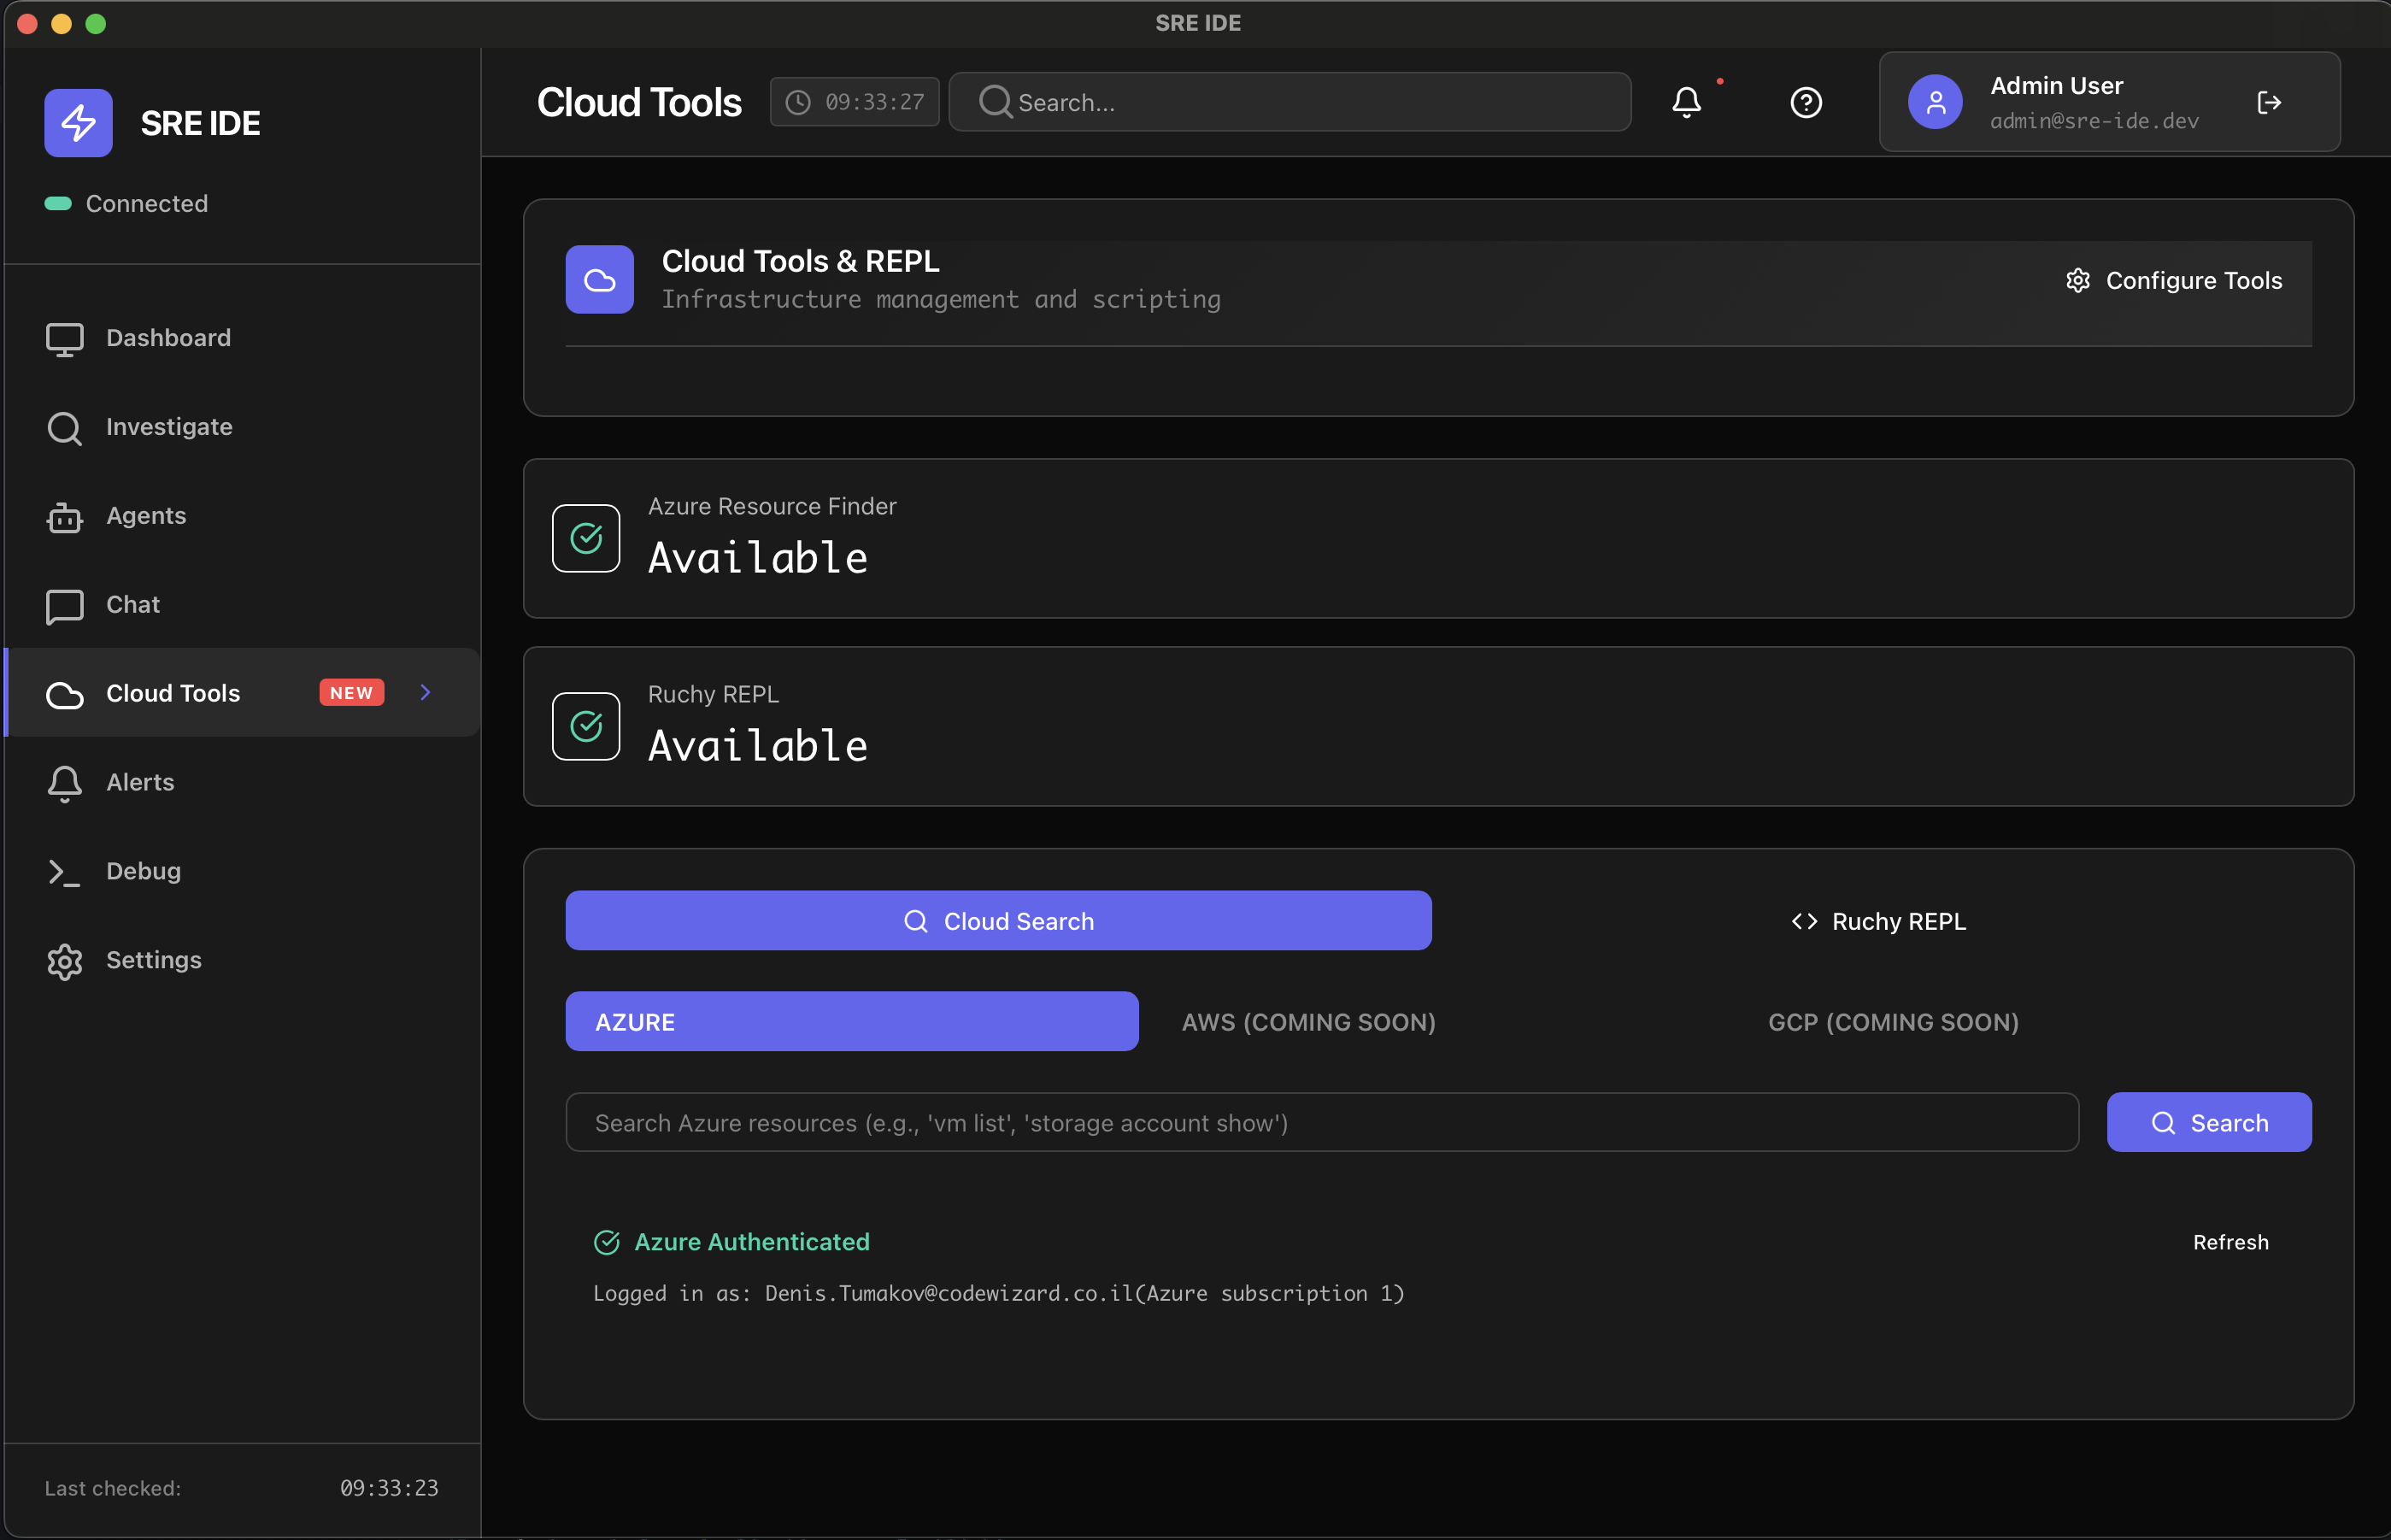 SRE IDE
SRE IDE
Connected
Dashboard
Investigate
Agents
Chat
Cloud Tools NEW
Alerts
Debug
Settings
Last checked: 09:33:23
Cloud Tools 09:33:27 Search...
Admin User
admin@sre-ide.dev
Cloud Tools & REPL
Infrastructure management and scripting
Configure Tools
Azure Resource Finder
Available
Ruchy REPL
Available
Cloud Search Ruchy REPL
AZURE AWS (COMING SOON) GCP (COMING SOON)
Search Azure resources (e.g., 'vm list', 'storage account show') Search
Azure Authenticated Refresh
Logged in as: Denis.Tumakov@codewizard.co.il(Azure subscription 1)